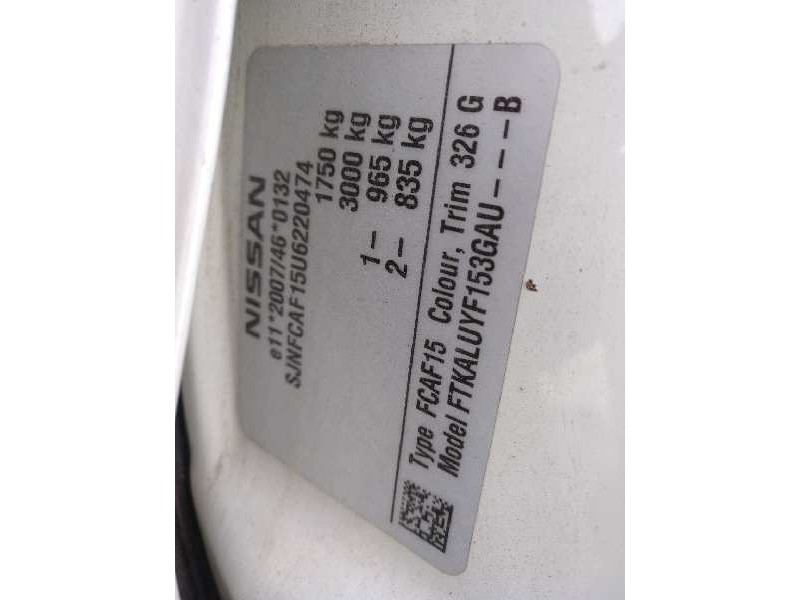 NISSAN
e11*2007/46*0132
SJNFCAF15U6220474
1750 kg
3000 kg
1– 965 kg
2– 835 kg
Type FCAF15 Colour, Trim 326 G
Model FTKALUYF153GAU – – – B